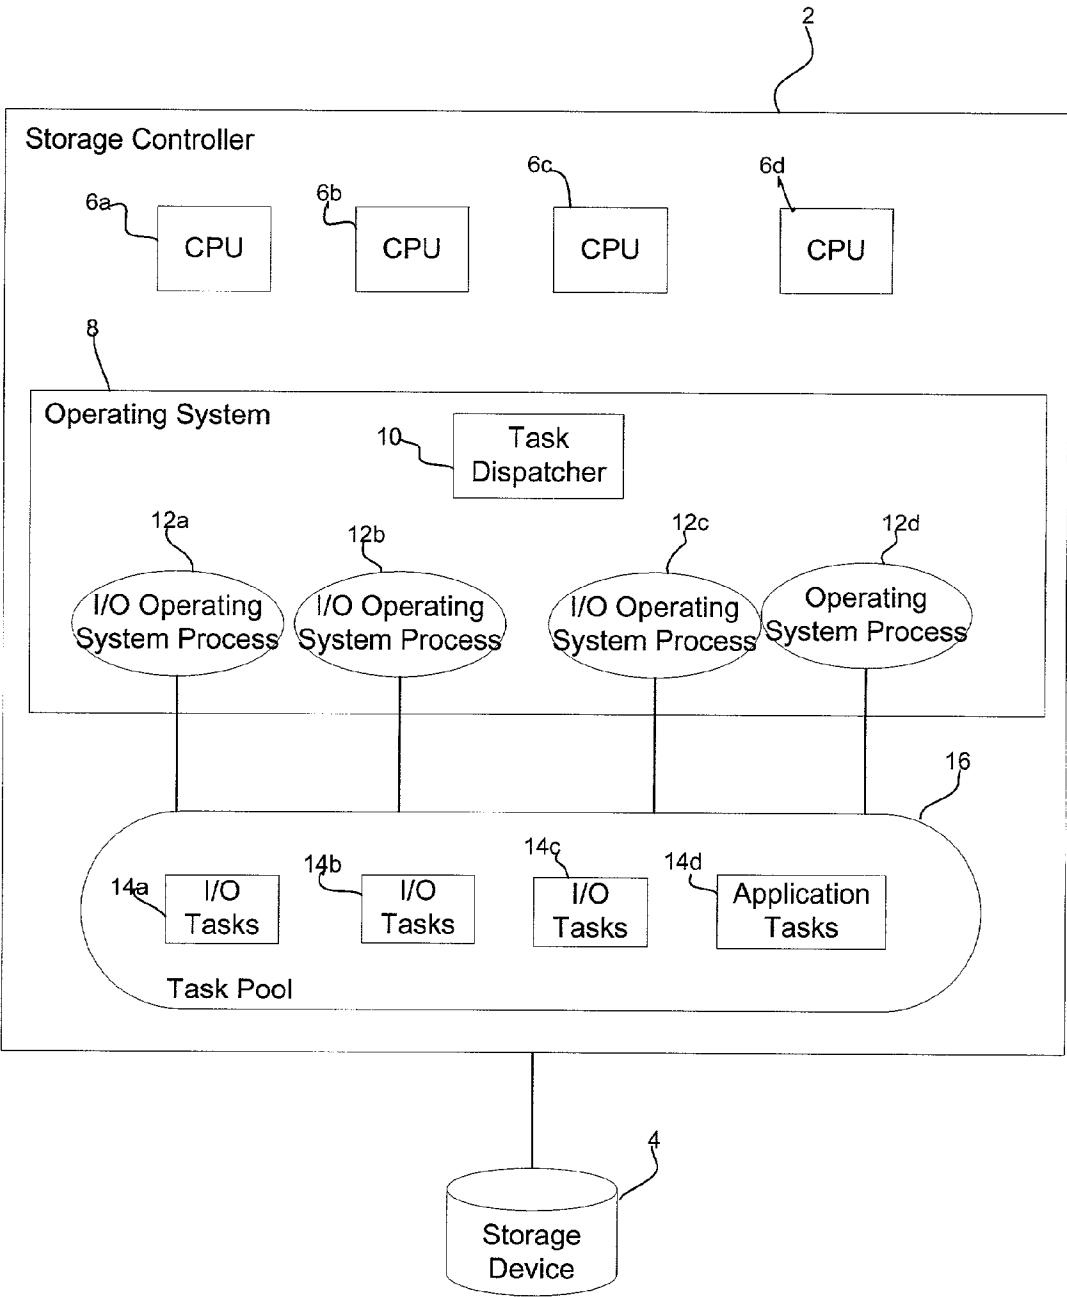 2
Storage Controller
6a
6b
6c
6d
CPU
CPU
CPU
CPU
8
Operating System
10
Task
Dispatcher
12a
12b
12c
12d
I/O Operating
System Process
I/O Operating
System Process
I/O Operating
System Process
Operating
System Process
16
14a
14b
14c
14d
I/O
Tasks
I/O
Tasks
I/O
Tasks
Application
Tasks
Task Pool
4
Storage
Device